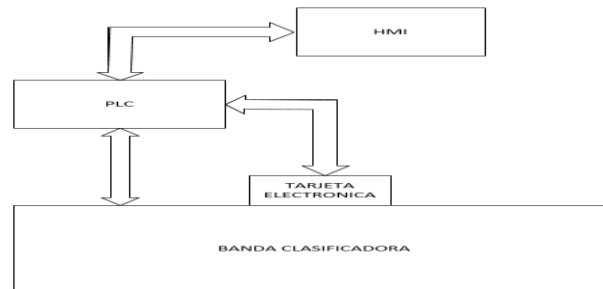 HMI
PLC
TARJETA
ELECTRONICA
BANDA CLASIFICADORA